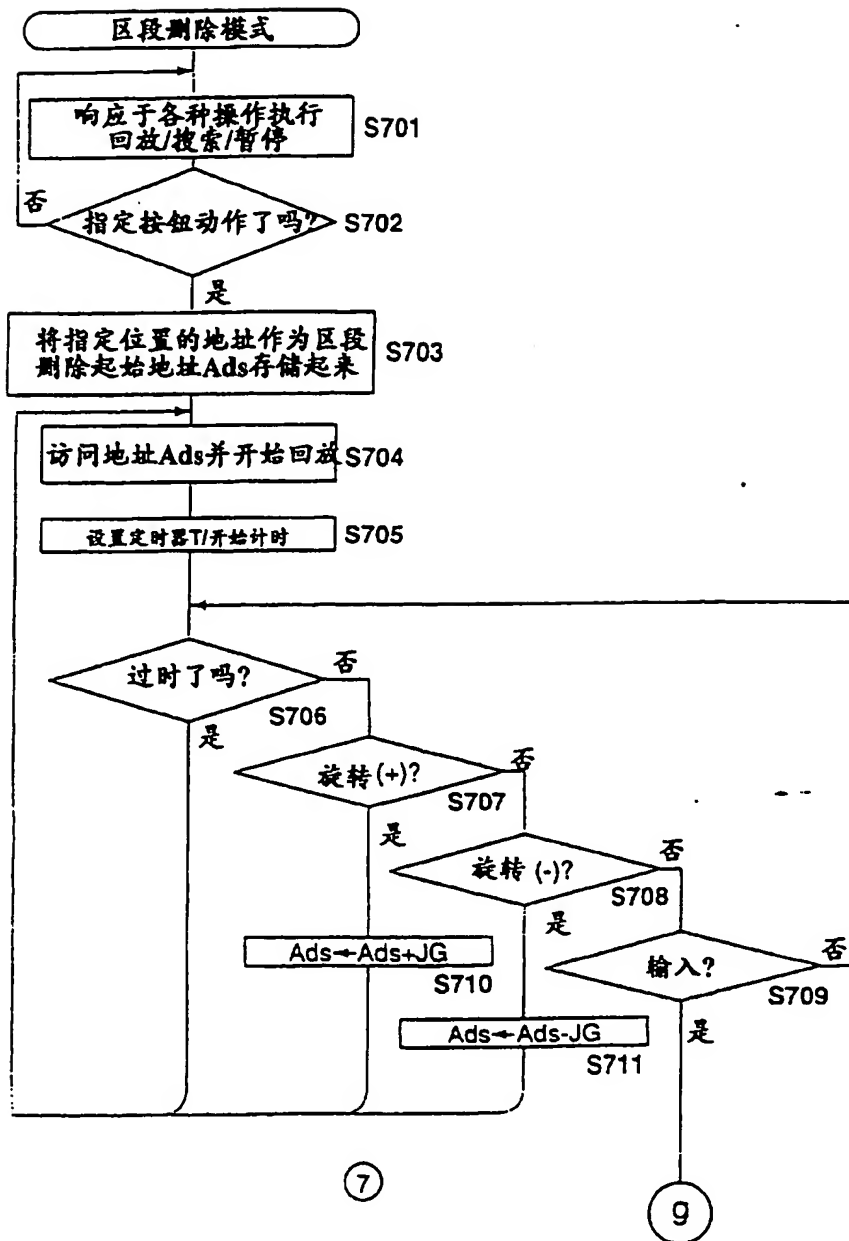 区段删除模式
响应于各种操作执行
回放/搜索/暂停
S701
否
指定按钮动作了吗?
S702
是
将指定位置的地址作为区段
删除起始地址Ads存储起来
S703
访问地址Ads并开始回放
S704
设置定时器T/开始计时
S705
过时了吗?
否
S706
是
旋转(+)?
否
S707
是
旋转(-)?
否
S708
是
Ads←Ads+JG
S710
输入?
否
S709
是
Ads←Ads-JG
S711
7
g